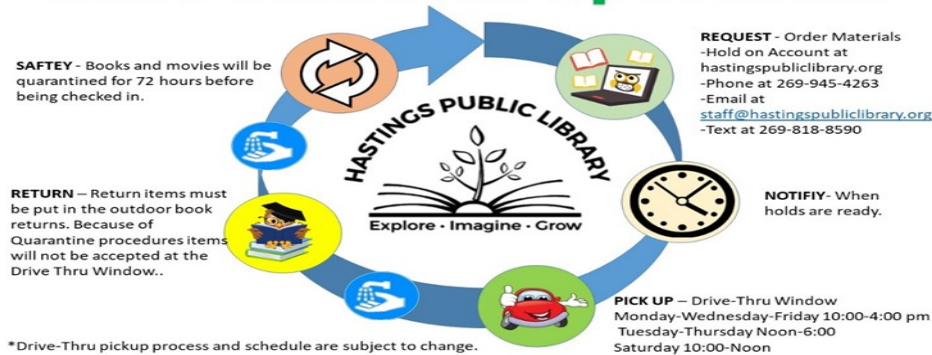 REQUEST - Order Materials
-Hold on Account at
hastingspubliclibrary.org
-Phone at 269-945-4263
-Email at
staff@hastingspubliclibrary.org
-Text at 269-818-8590
NOTIFIY- When
holds are ready.
PICK UP – Drive-Thru Window
Monday-Wednesday-Friday 10:00-4:00 pm
Tuesday-Thursday Noon-6:00
Saturday 10:00-Noon
RETURN – Return items must
be put in the outdoor book
returns. Because of
Quarantine procedures items
will not be accepted at the
Drive Thru Window..
SAFTEY - Books and movies will be
quarantined for 72 hours before
being checked in.
HASTINGS PUBLIC LIBRARY
Explore · Imagine · Grow
*Drive-Thru pickup process and schedule are subject to change.